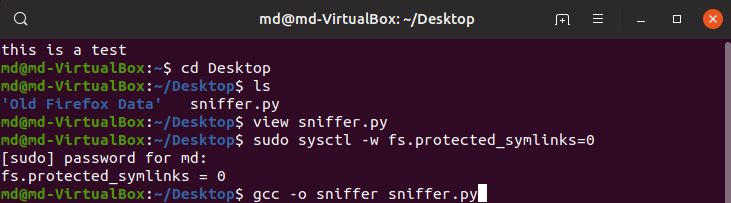 md@md-VirtualBox: ~/Desktop
this is a test
md@md-VirtualBox:~$ cd Desktop
md@md-VirtualBox:~/Desktop$ ls
'Old Firefox Data'   sniffer.py
md@md-VirtualBox:~/Desktop$ view sniffer.py
md@md-VirtualBox:~/Desktop$ sudo sysctl -w fs.protected_symlinks=0
[sudo] password for md:
fs.protected_symlinks = 0
md@md-VirtualBox:~/Desktop$ gcc -o sniffer sniffer.py